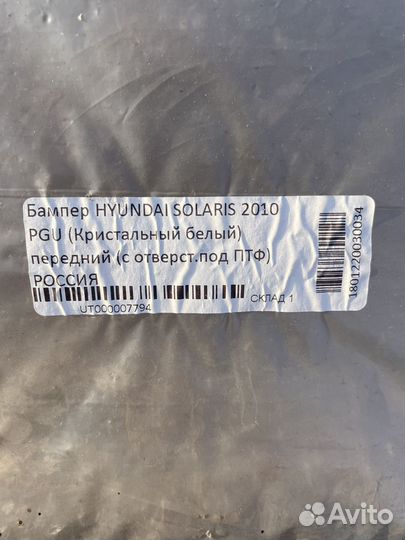 Бампер HYUNDAI SOLARIS 2010
PGU (Кристальный белый)
передний (с отверст.под ПТФ)
РОССИЯ
UT000007794
СКЛАД 1
1801220030034
Avito